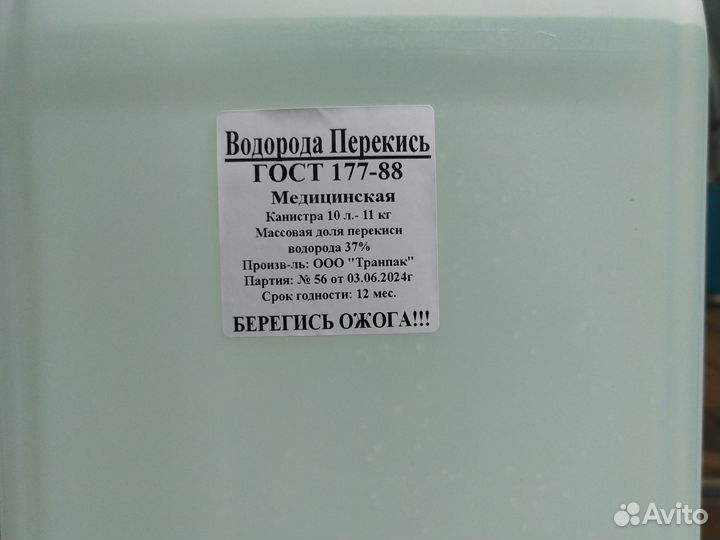 Водорода Перекись
ГОСТ 177-88
Медицинская
Канистра 10 л.- 11 кг
Массовая доля перекиси
водорода 37%
Произв-ль: ООО "Транпак"
Партия: № 56 от 03.06.2024г
Срок годности: 12 мес.
БЕРЕГИСЬ ОЖОГА!!!
Avito